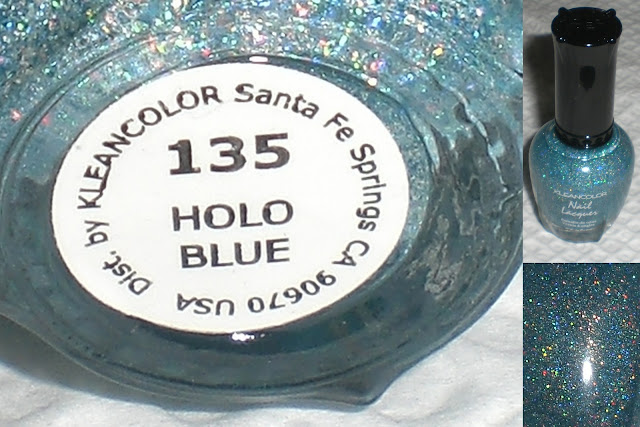 Dist. by KLEANCOLOR Santa Fe Springs CA 90670 USA
135
HOLO
BLUE
KLEANCOLOR
Nail
Lacquer